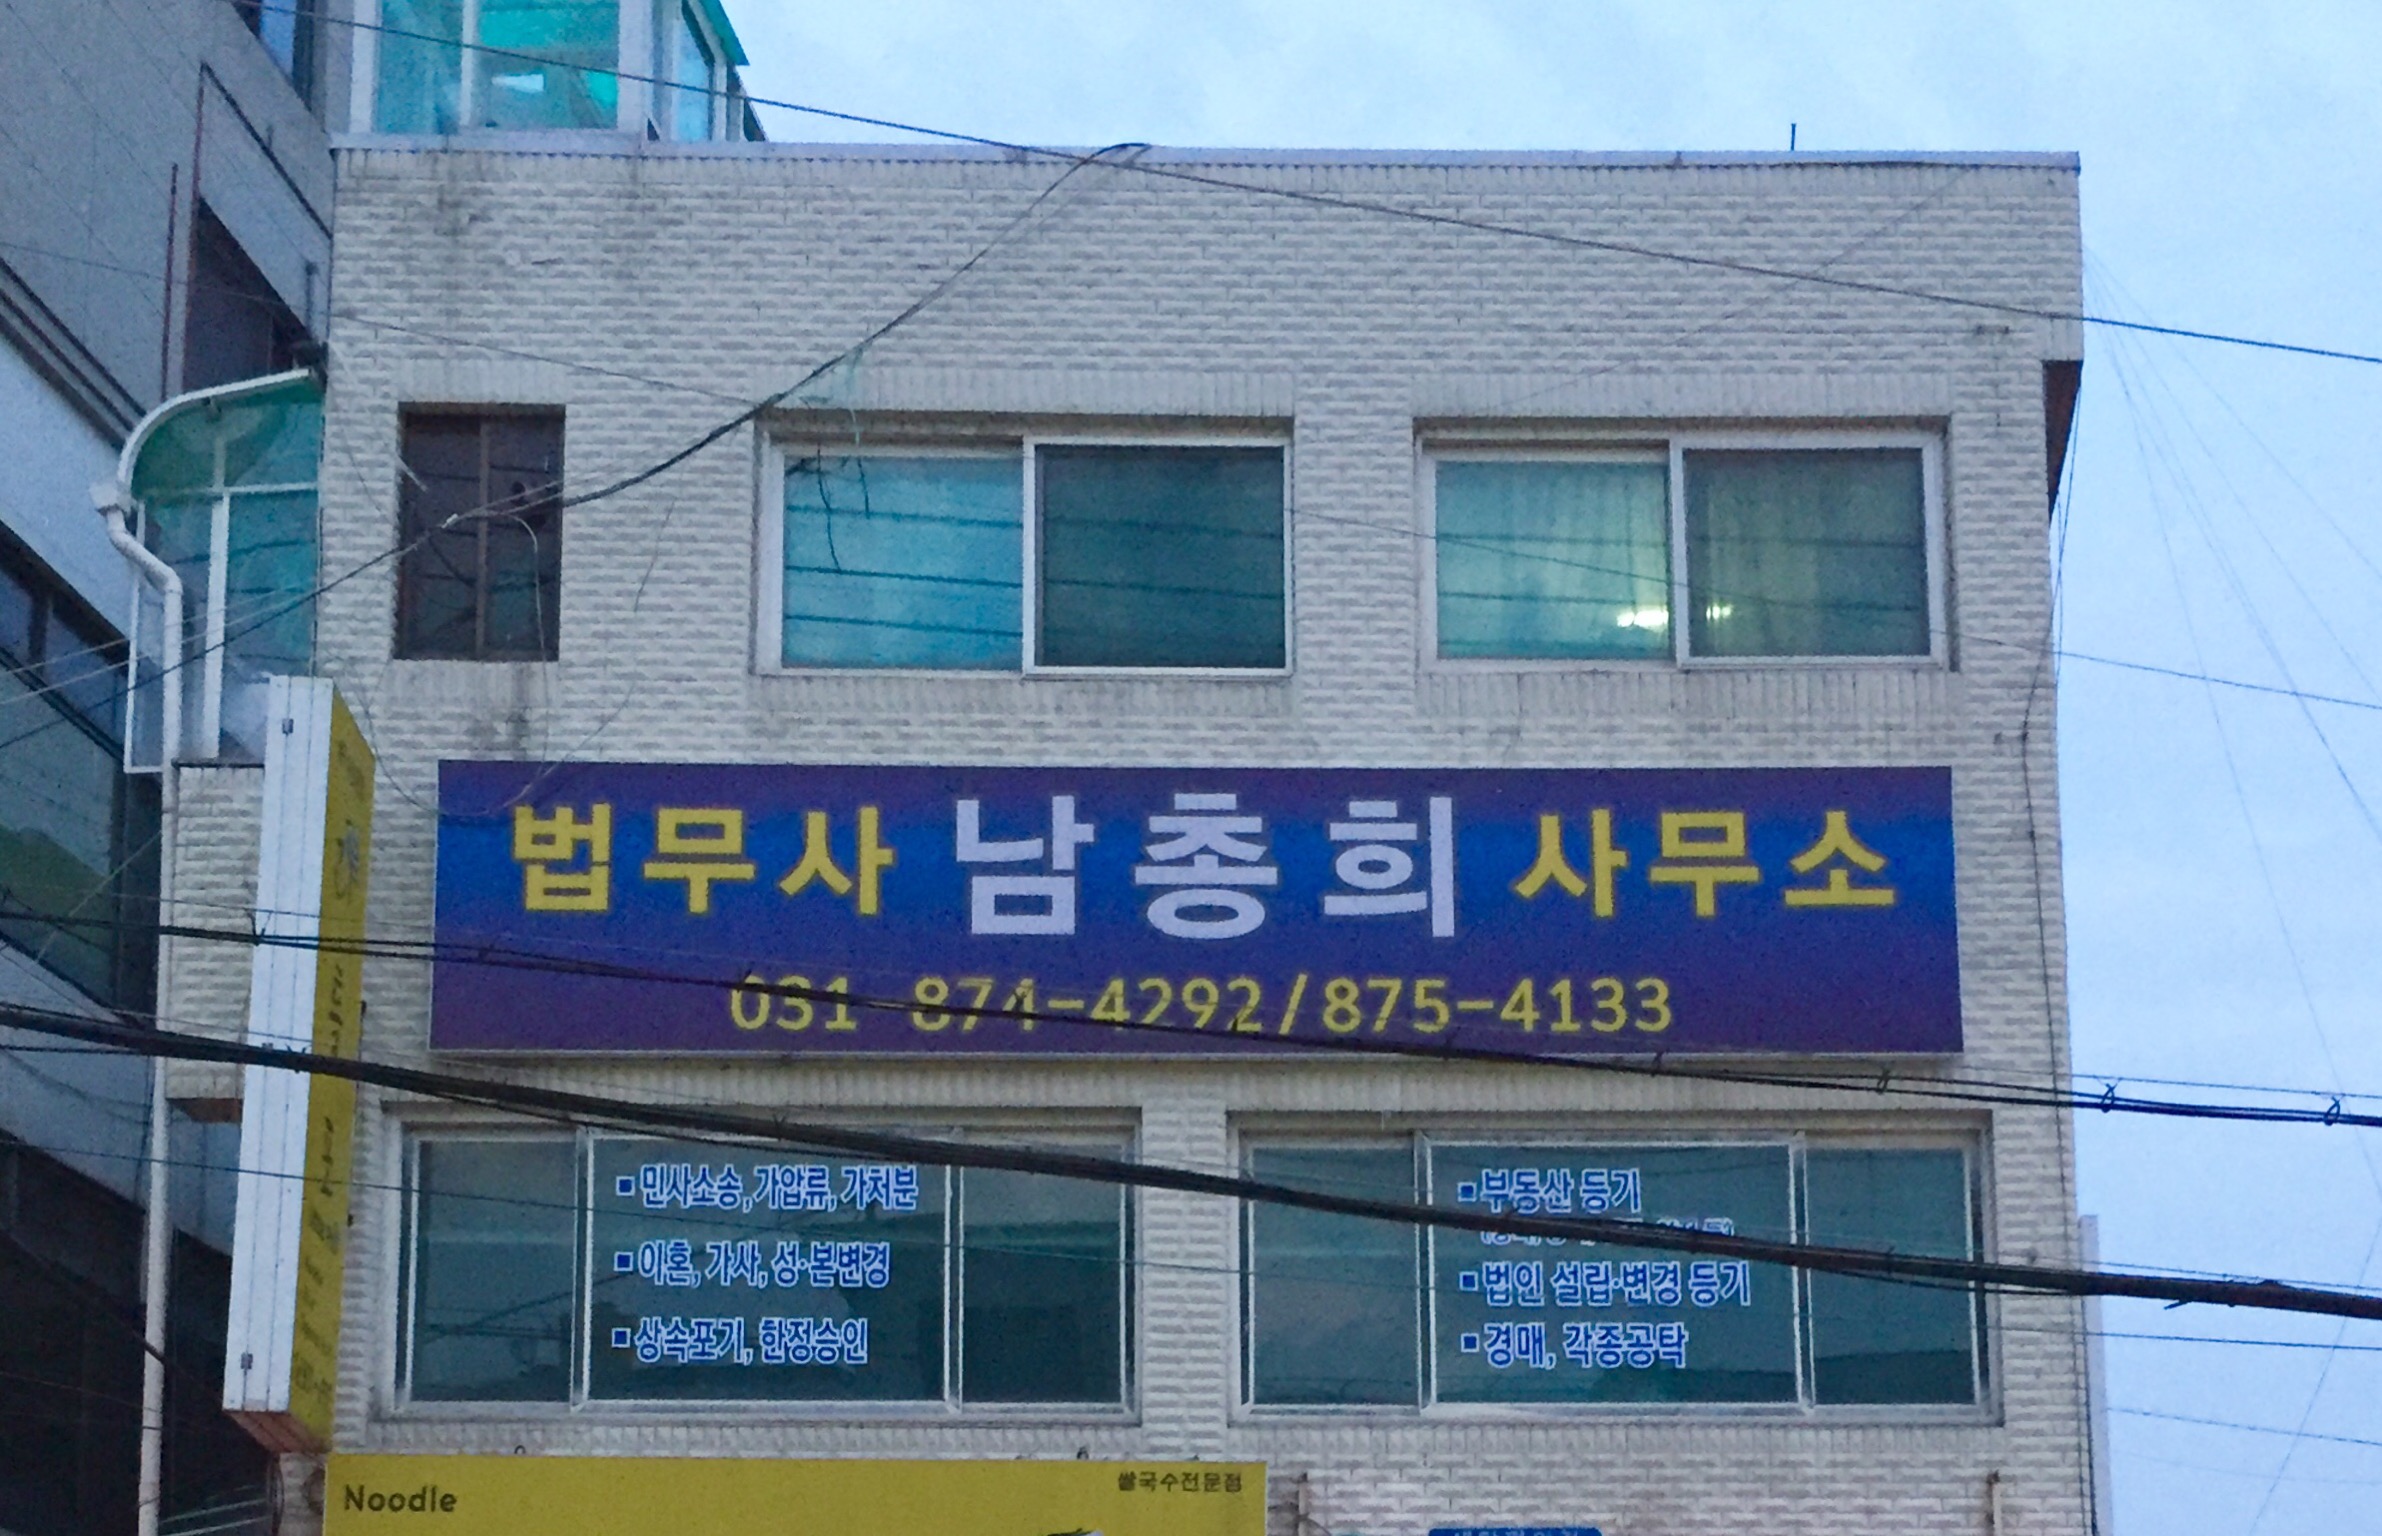 법무사 남총희 사무소
031 874-4292/875-4133
▪민사소송, 가압류, 가처분
▪이혼, 가사, 성·본변경
▪상속포기, 한정승인
▪부동산 등기
▪법인 설립·변경 등기
▪경매, 각종공탁
Noodle
쌀국수전문점